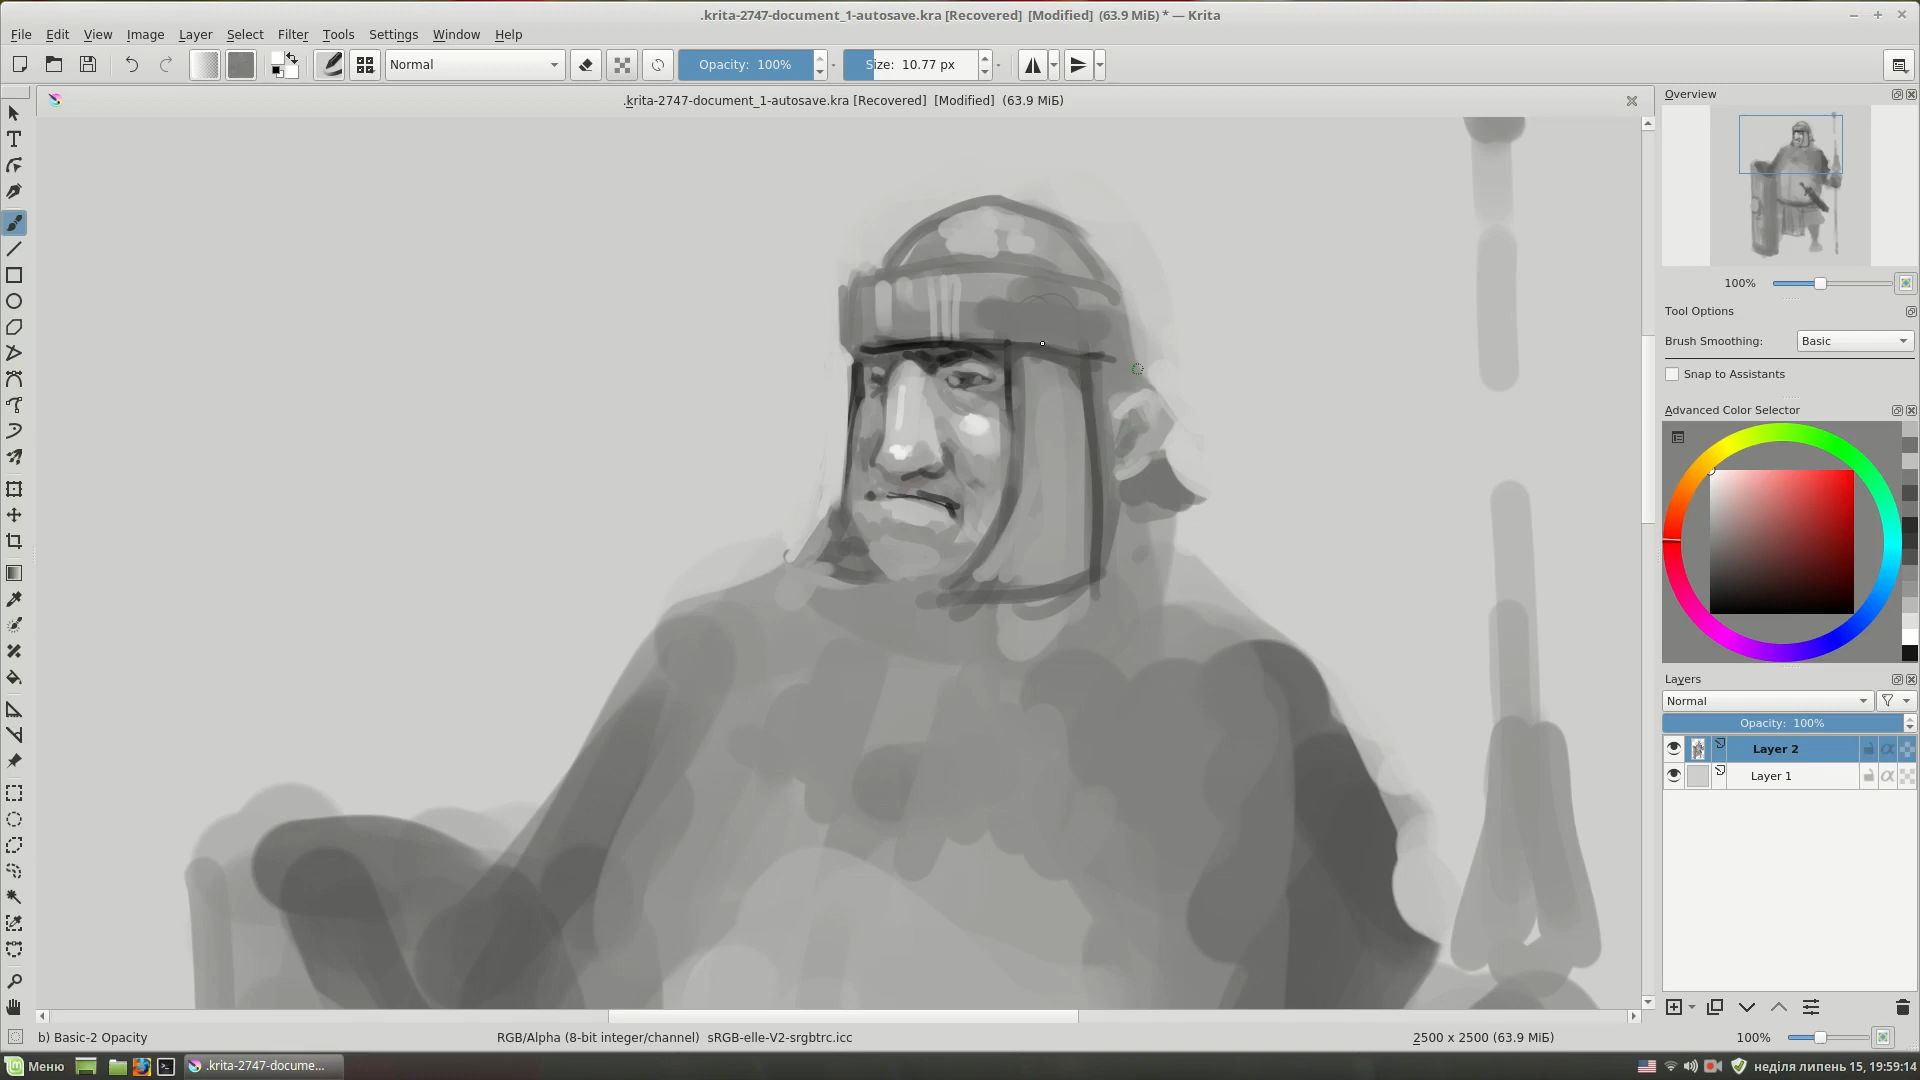 .krita-2747-document_1-autosave.kra [Recovered] [Modified] (63.9 МіБ) * — Krita
File Edit View Image Layer Select Filter Tools Settings Window Help
Normal Opacity: 100% Size: 10.77 px
.krita-2747-document_1-autosave.kra [Recovered] [Modified] (63.9 МіБ)
Overview
100%
Tool Options
Brush Smoothing: Basic
Snap to Assistants
Advanced Color Selector
Layers
Normal
Opacity: 100%
Layer 2
Layer 1
b) Basic-2 Opacity RGB/Alpha (8-bit integer/channel) sRGB-elle-V2-srgbtrc.icc 2500 x 2500 (63.9 МіБ) 100%
Меню .krita-2747-docume... неділя липень 15, 19:59:14